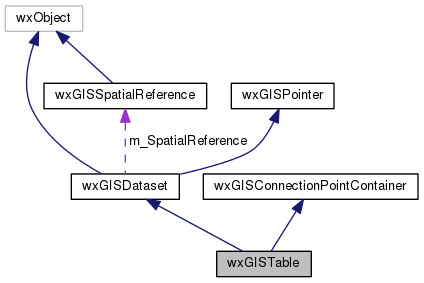 wxObject
wxGISSpatialReference
wxGISPointer
m_SpatialReference
wxGISDataset
wxGISConnectionPointContainer
wxGISTable